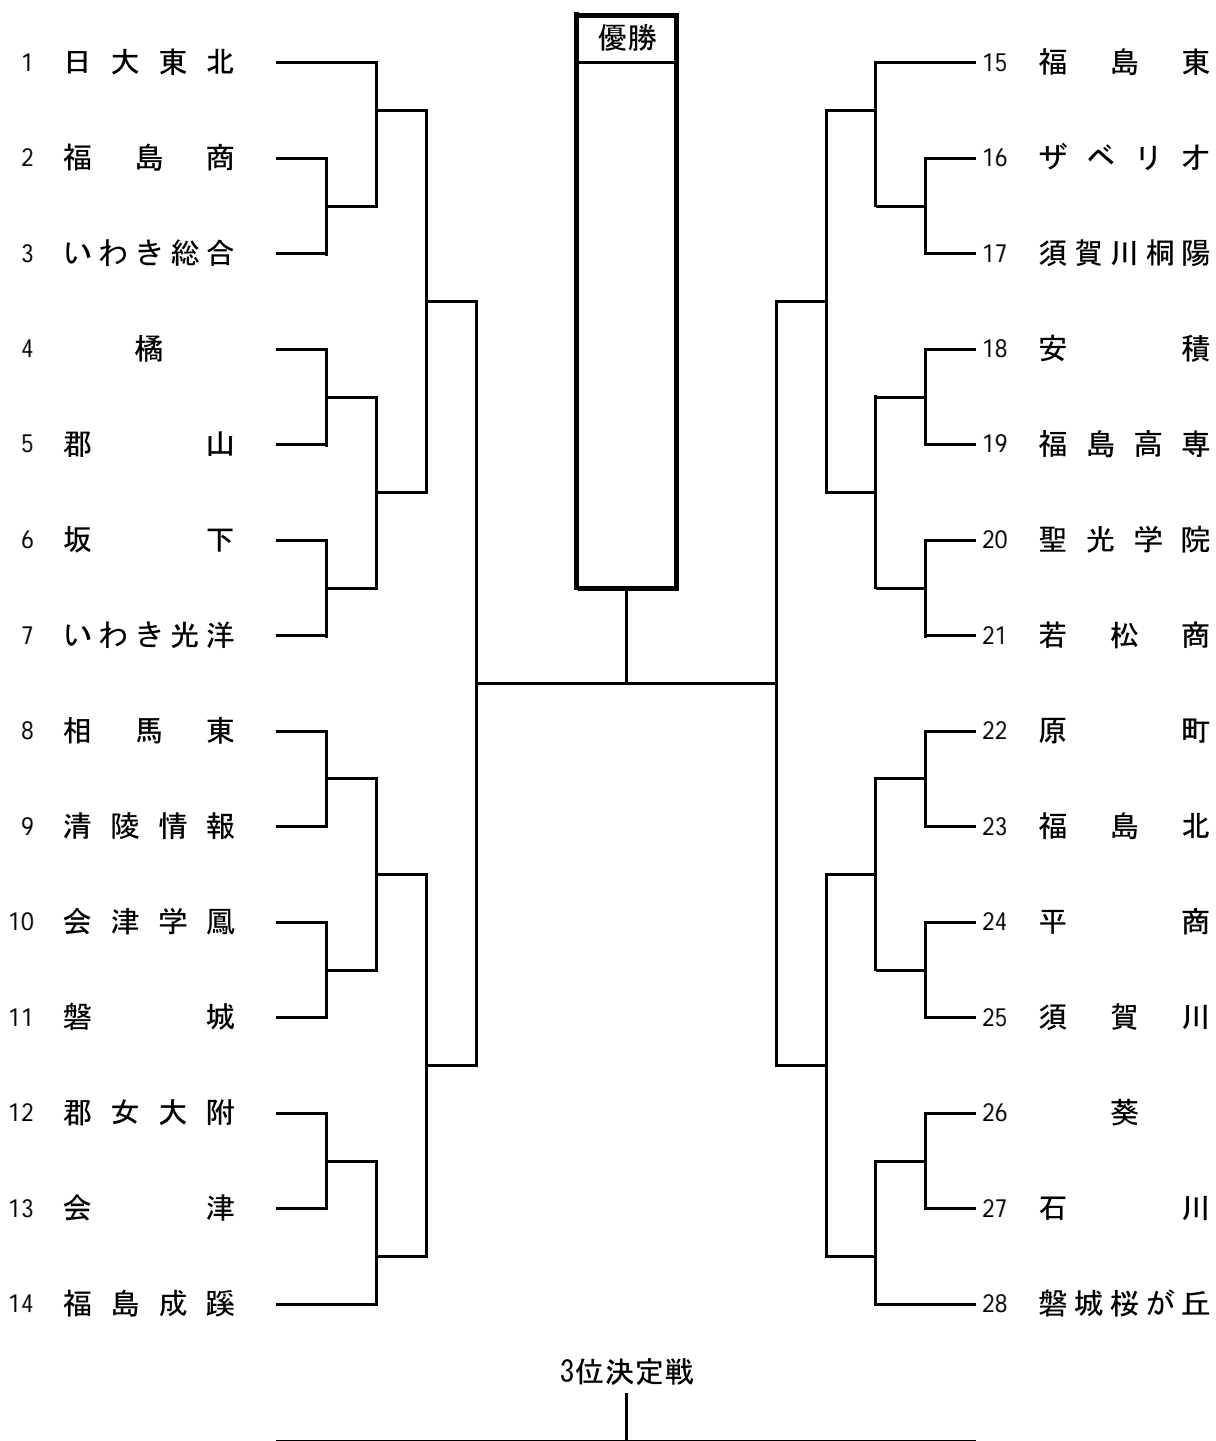 優勝
1 日大東北
2 福島商
3 いわき総合
4 橘
5 郡山
6 坂下
7 いわき光洋
8 相馬東
9 清陵情報
10 会津学鳳
11 磐城
12 郡女大附
13 会津
14 福島成蹊
15 福島東
16 ザベリオ
17 須賀川桐陽
18 安積
19 福島高専
20 聖光学院
21 若松商
22 原町
23 福島北
24 平商
25 須賀川
26 葵
27 石川
28 磐城桜が丘
3位決定戦